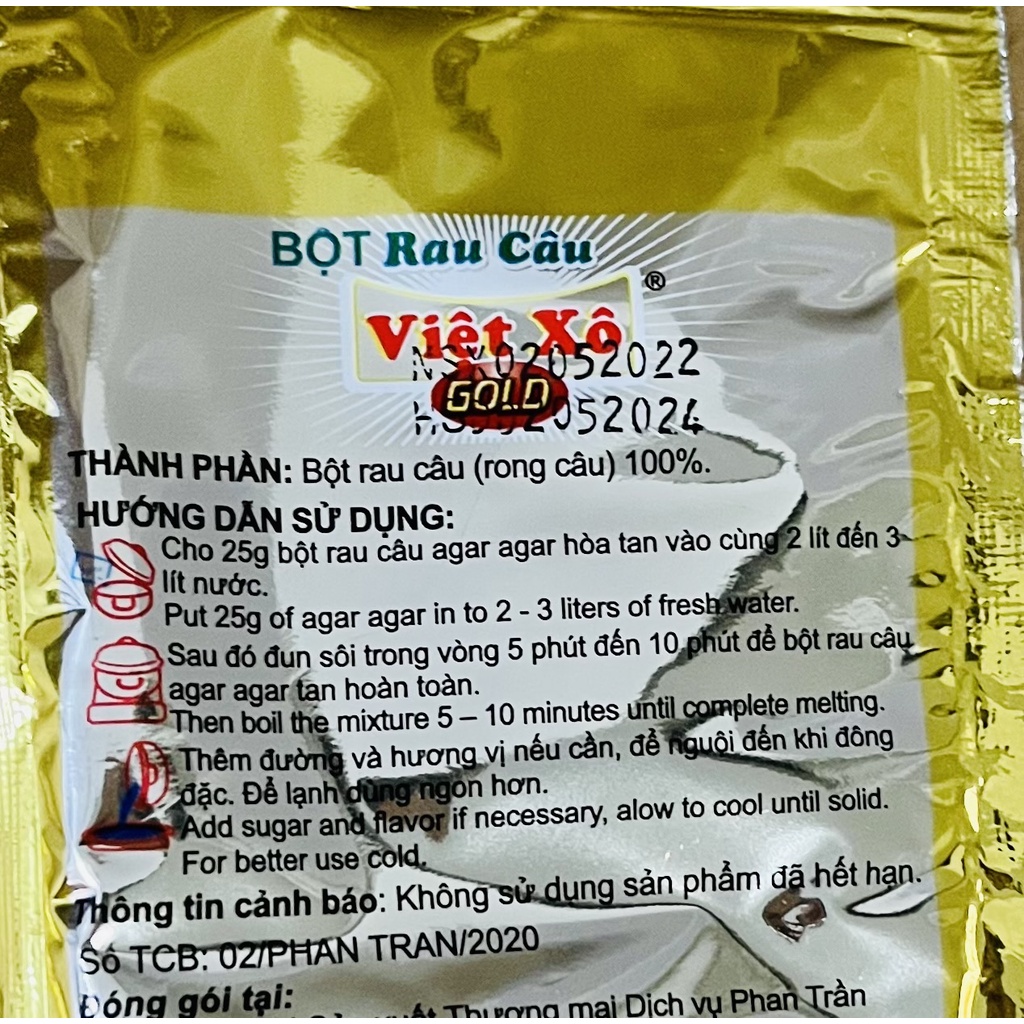 BỘT Rau Câu
Việt Xô ®
NSX02052022
GOLD
052024
THÀNH PHẦN: Bột rau câu (rong câu) 100%.
HƯỚNG DẪN SỬ DỤNG:
Cho 25g bột rau câu agar agar hòa tan vào cùng 2 lít đến 3
lít nước.
Put 25g of agar agar in to 2 - 3 liters of fresh water.
Sau đó đun sôi trong vòng 5 phút đến 10 phút để bột rau câu
agar agar tan hoàn toàn.
Then boil the mixture 5 – 10 minutes until complete melting.
Thêm đường và hương vị nếu cần, để nguội đến khi đông
đặc. Để lạnh dùng ngon hơn.
Add sugar and flavor if necessary, alow to cool until solid.
For better use cold.
Thông tin cảnh báo: Không sử dụng sản phẩm đã hết hạn.
Số TCB: 02/PHAN TRAN/2020
Đóng gói tại:
Thương mại Dịch vụ Phan Trần